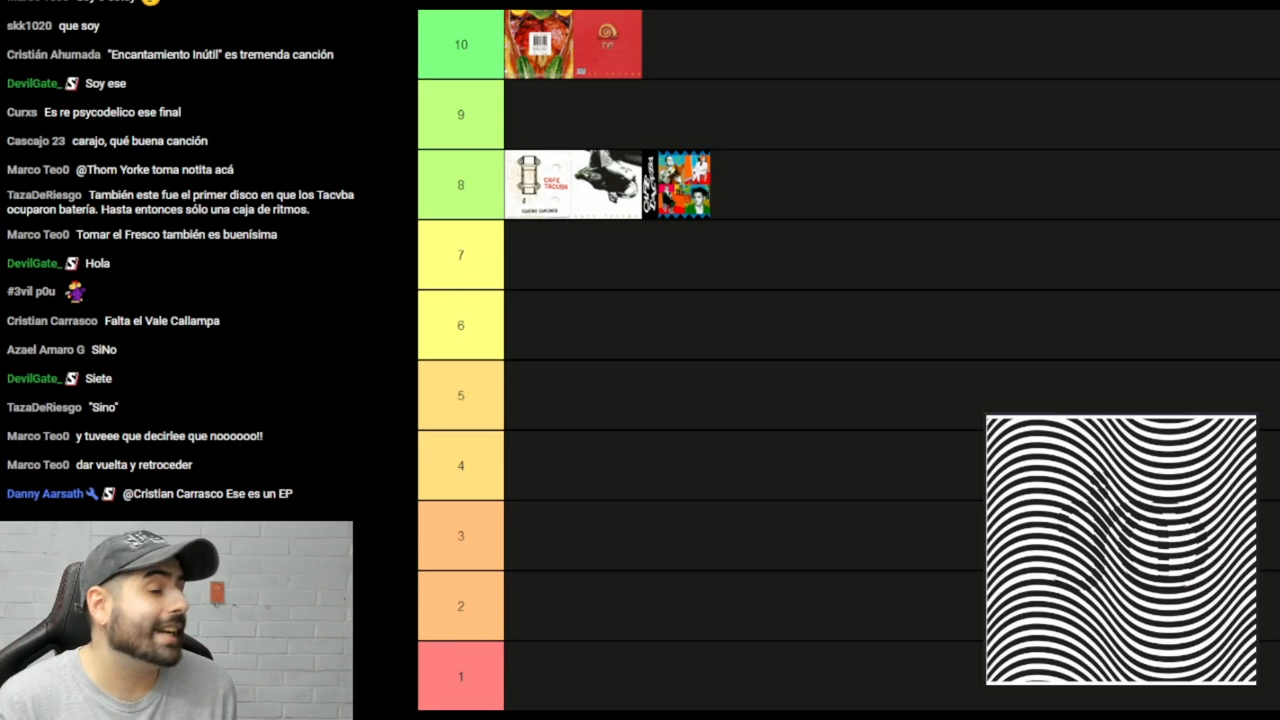 skk1020 que soy
Cristián Ahumada "Encantamiento Inútil" es tremenda canción
DevilGate_ Soy ese
Curxs Es re psycodelico ese final
Cascajo 23 carajo, qué buena canción
Marco Teo0 @Thom Yorke toma notita acá
TazaDeRiesgo También este fue el primer disco en que los Tacvba
ocuparon batería. Hasta entonces sólo una caja de ritmos.
Marco Teo0 Tomar el Fresco también es buenísima
DevilGate_ Hola
#3vil p0u
Cristian Carrasco Falta el Vale Callampa
Azael Amaro G SiNo
DevilGate_ Siete
TazaDeRiesgo "Sino"
Marco Teo0 y tuveee que decirlee que noooooo!!
Marco Teo0 dar vuelta y retroceder
Danny Aarsath @Cristian Carrasco Ese es un EP
10
9
8
CAFE
TACUBA
CUATRO CAMINOS
7
6
5
4
3
2
1